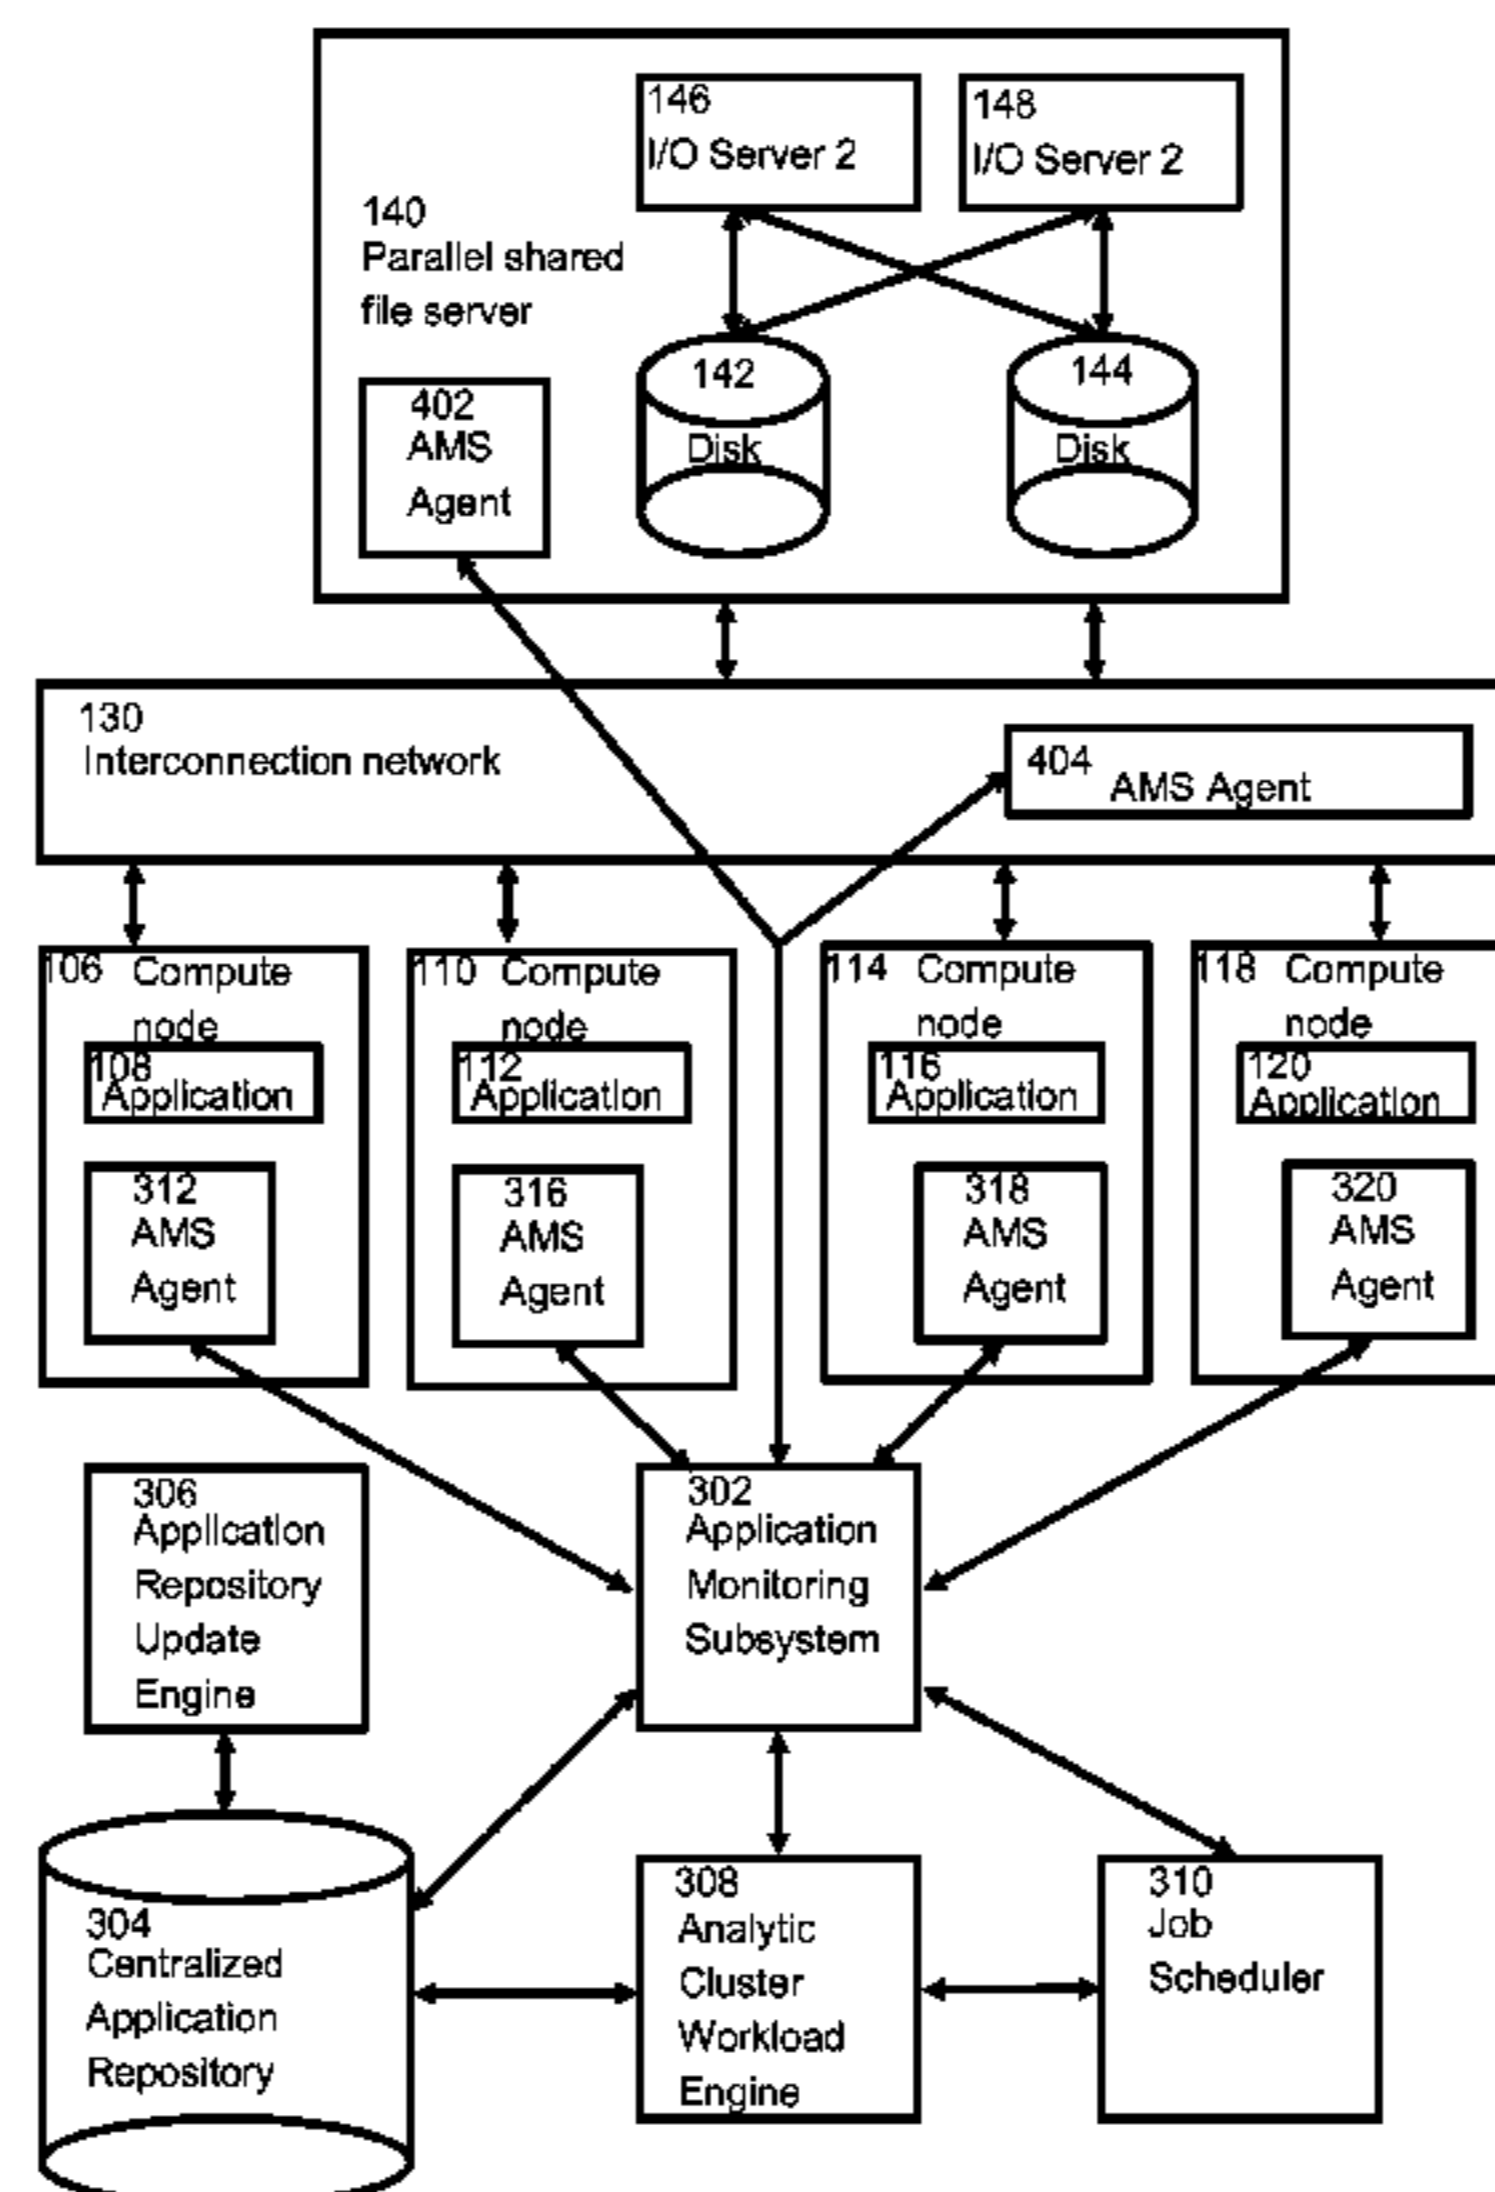 146
I/O Server 2
148
I/O Server 2
140
Parallel shared
file server
142
Disk
144
Disk
402
AMS
Agent
130
Interconnection network
404
AMS Agent
106 Compute
node
108
Application
312
AMS
Agent
110 Compute
node
112
Application
316
AMS
Agent
114 Compute
node
116
Application
318
AMS
Agent
118 Compute
node
120
Application
320
AMS
Agent
306
Application
Repository
Update
Engine
302
Application
Monitoring
Subsystem
304
Centralized
Application
Repository
308
Analytic
Cluster
Workload
Engine
310
Job
Scheduler